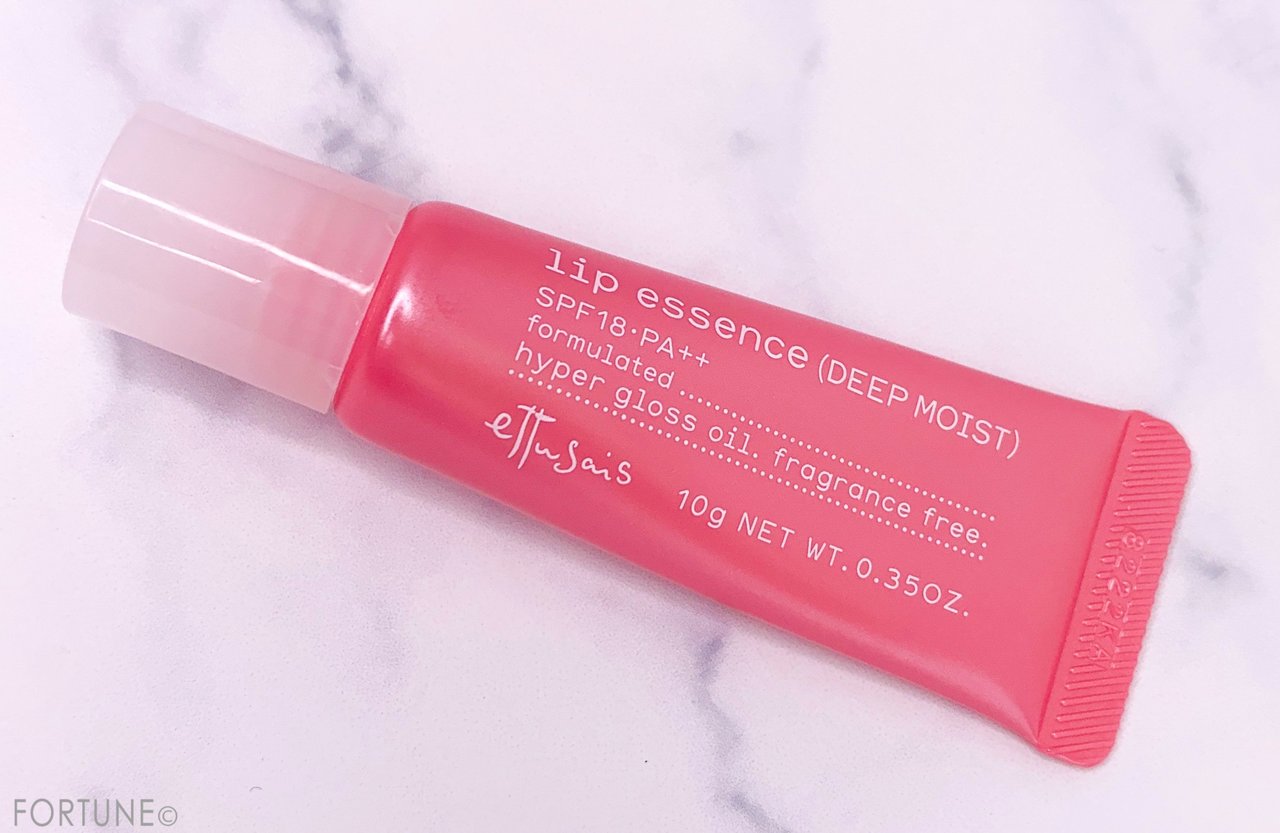 lip essence (DEEP MOIST)
SPF18·PA++
formulated
hyper gloss oil. fragrance free.
ettusais
10g NET WT. 0.35OZ.
8222KA
FORTUNE©